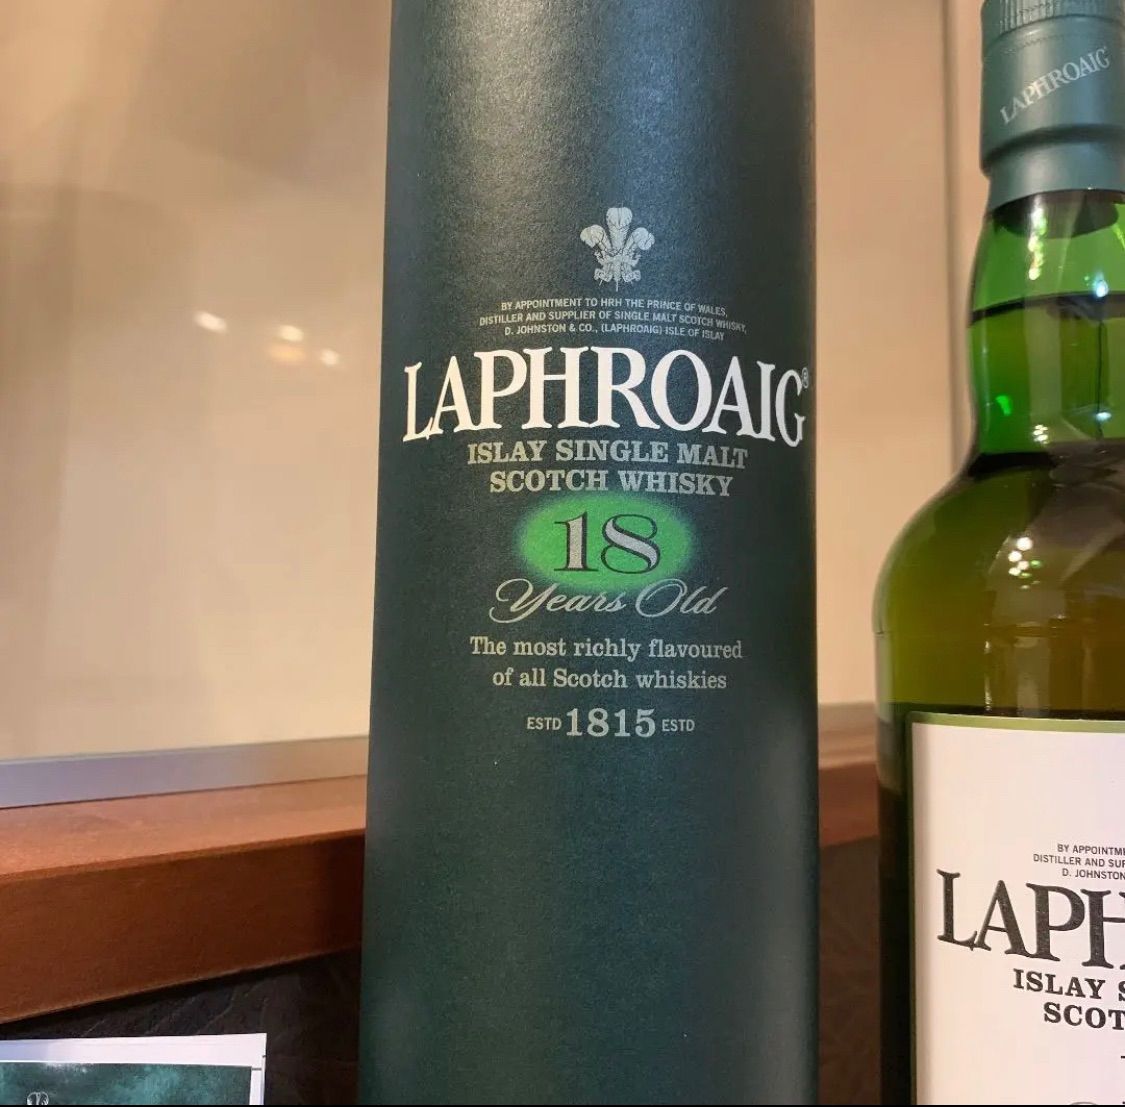 BY APPOINTMENT TO HRH THE PRINCE OF WALES,
DISTILLER AND SUPPLIER OF SINGLE MALT SCOTCH WHISKY,
D. JOHNSTON & CO., (LAPHROAIG) ISLE OF ISLAY
LAPHROAIG®
ISLAY SINGLE MALT
SCOTCH WHISKY
18
Years Old
The most richly flavoured
of all Scotch whiskies
ESTD 1815 ESTD
LAPHROAIG
BY APPOINTME
DISTILLER AND SUP
D. JOHNSTON
LAPH
ISLAY S
SCOT